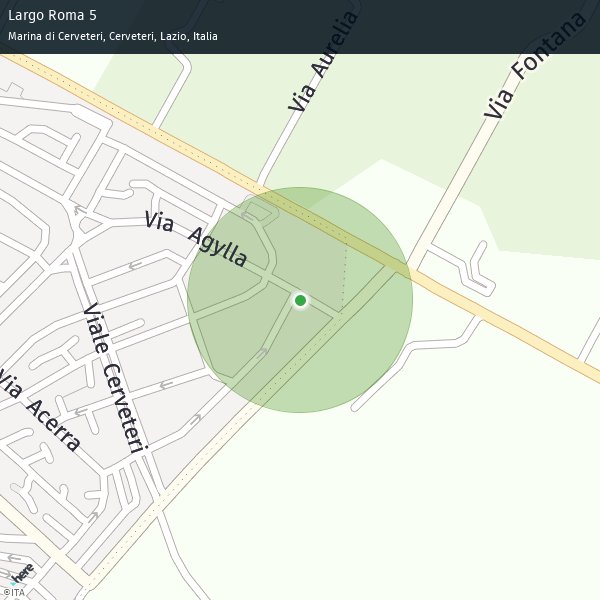 Largo Roma 5
Marina di Cerveteri, Cerveteri, Lazio, Italia
Via Aurelia
Via Fontana
Via Agylla
Viale Cerveteri
Via Acerra
here
©ITA